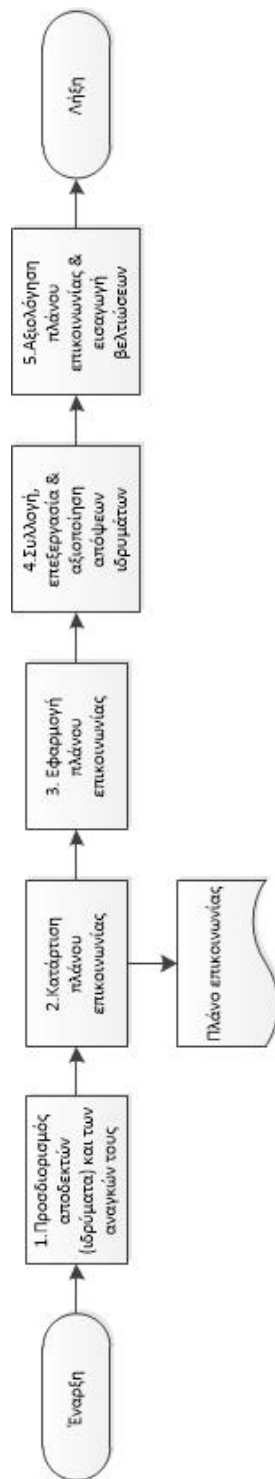 Έναρξη
1.Προσδιορισμός
αποδεκτών
(ιδρύματα) και των
αναγκών τους
2.Κατάρτιση
πλάνου
επικοινωνίας
Πλάνο επικοινωνίας
3. Εφαρμογή
πλάνου
επικοινωνίας
4.Συλλογή,
επεξεργασία &
αξιοποίηση
απόψεων
ιδρυμάτων
5.Αξιολόγηση
πλάνου
επικοινωνίας &
εισαγωγή
βελτιώσεων
Λήξη